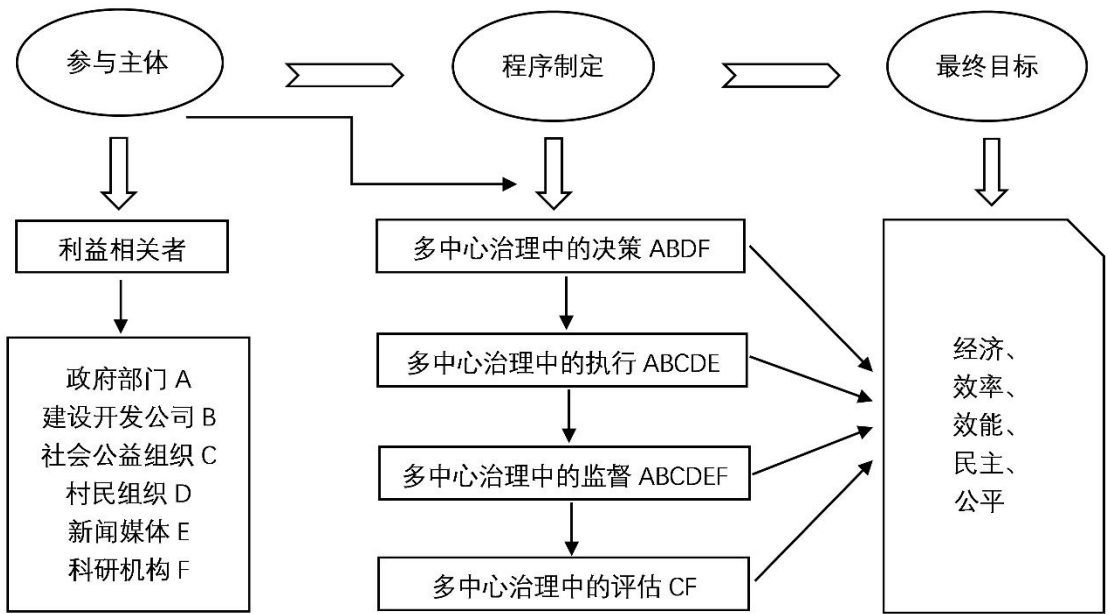 参与主体
程序制定
最终目标
利益相关者
政府部门 A
建设开发公司 B
社会公益组织 C
村民组织 D
新闻媒体 E
科研机构 F
多中心治理中的决策 ABDF
多中心治理中的执行 ABCDE
多中心治理中的监督 ABCDEF
多中心治理中的评估 CF
经济、
效率、
效能、
民主、
公平